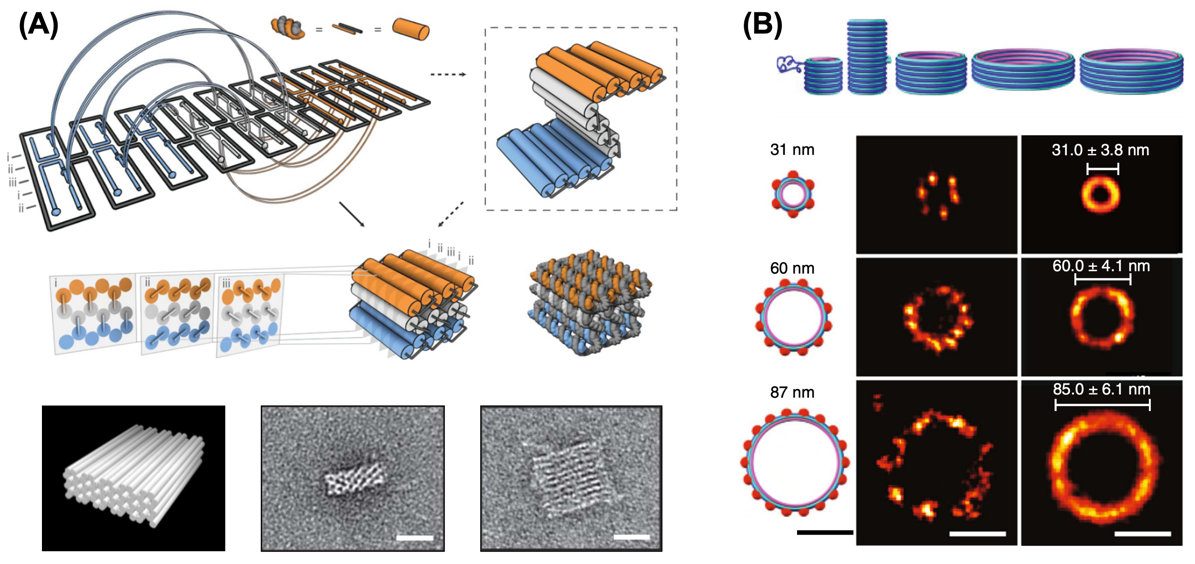 (A)
=
=
i
ii
iii
i
ii
i
ii
iii
i
ii
i
ii
iii
(B)
31 nm
31.0 ± 3.8 nm
60 nm
60.0 ± 4.1 nm
87 nm
85.0 ± 6.1 nm